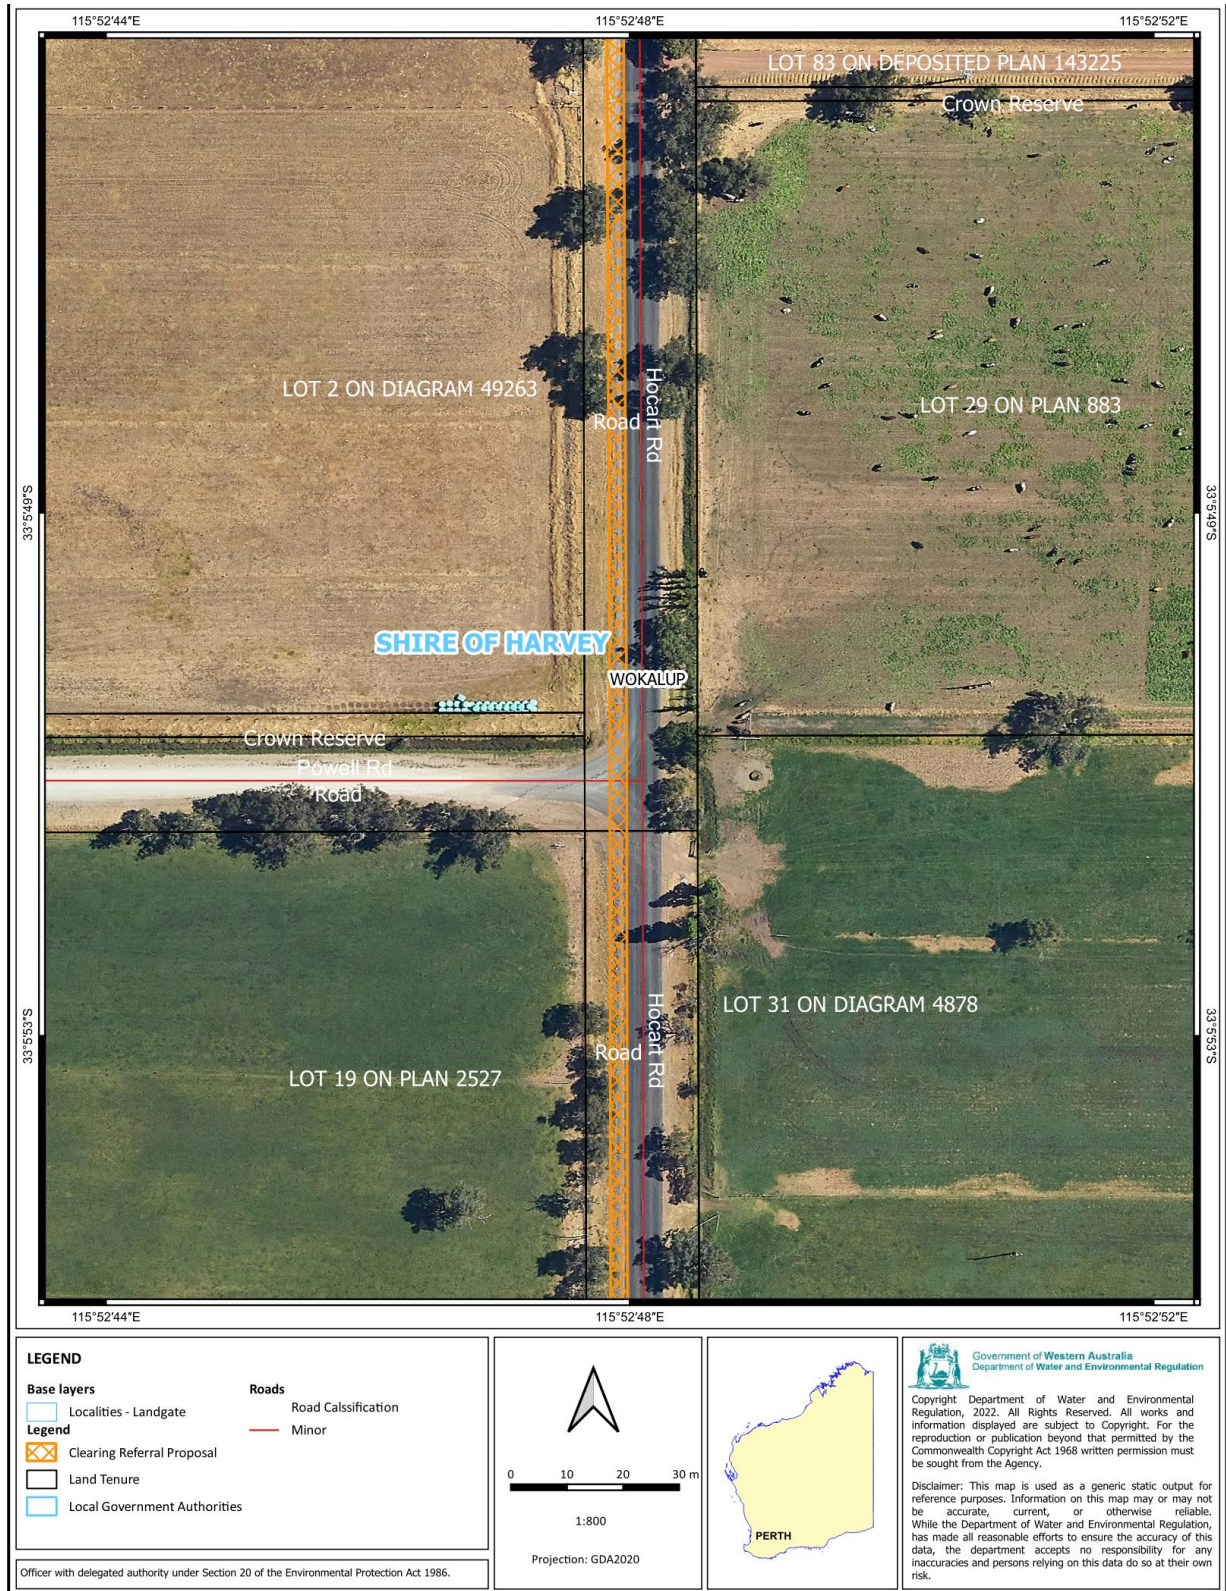 115°52'44"E
115°52'48"E
115°52'52"E
LOT 83 ON DEPOSITED PLAN 143225
Crown Reserve
LOT 2 ON DIAGRAM 49263
Hocart Rd
LOT 29 ON PLAN 883
Road
33°5'49"S
33°5'49"S
SHIRE OF HARVEY
WOKALUP
Crown Reserve
Powell Rd
Road
LOT 31 ON DIAGRAM 4878
Hocart Rd
33°5'53"S
33°5'53"S
Road
LOT 19 ON PLAN 2527
115°52'44"E
115°52'48"E
115°52'52"E
LEGEND
Base layers
Localities - Landgate
Legend
Clearing Referral Proposal
Land Tenure
Local Government Authorities
Roads
Road Calssification
Minor
Officer with delegated authority under Section 20 of the Environmental Protection Act 1986.
0 10 20 30 m
1:800
Projection: GDA2020
PERTH
Government of Western Australia
Department of Water and Environmental Regulation
Copyright Department of Water and Environmental
Regulation, 2022. All Rights Reserved. All works and
information displayed are subject to Copyright. For the
reproduction or publication beyond that permitted by the
Commonwealth Copyright Act 1968 written permission must
be sought from the Agency.
Disclaimer: This map is used as a generic static output for
reference purposes. Information on this map may or may not
be accurate, current, or otherwise reliable.
While the Department of Water and Environmental Regulation,
has made all reasonable efforts to ensure the accuracy of this
data, the department accepts no responsibility for any
inaccuracies and persons relying on this data do so at their own
risk.